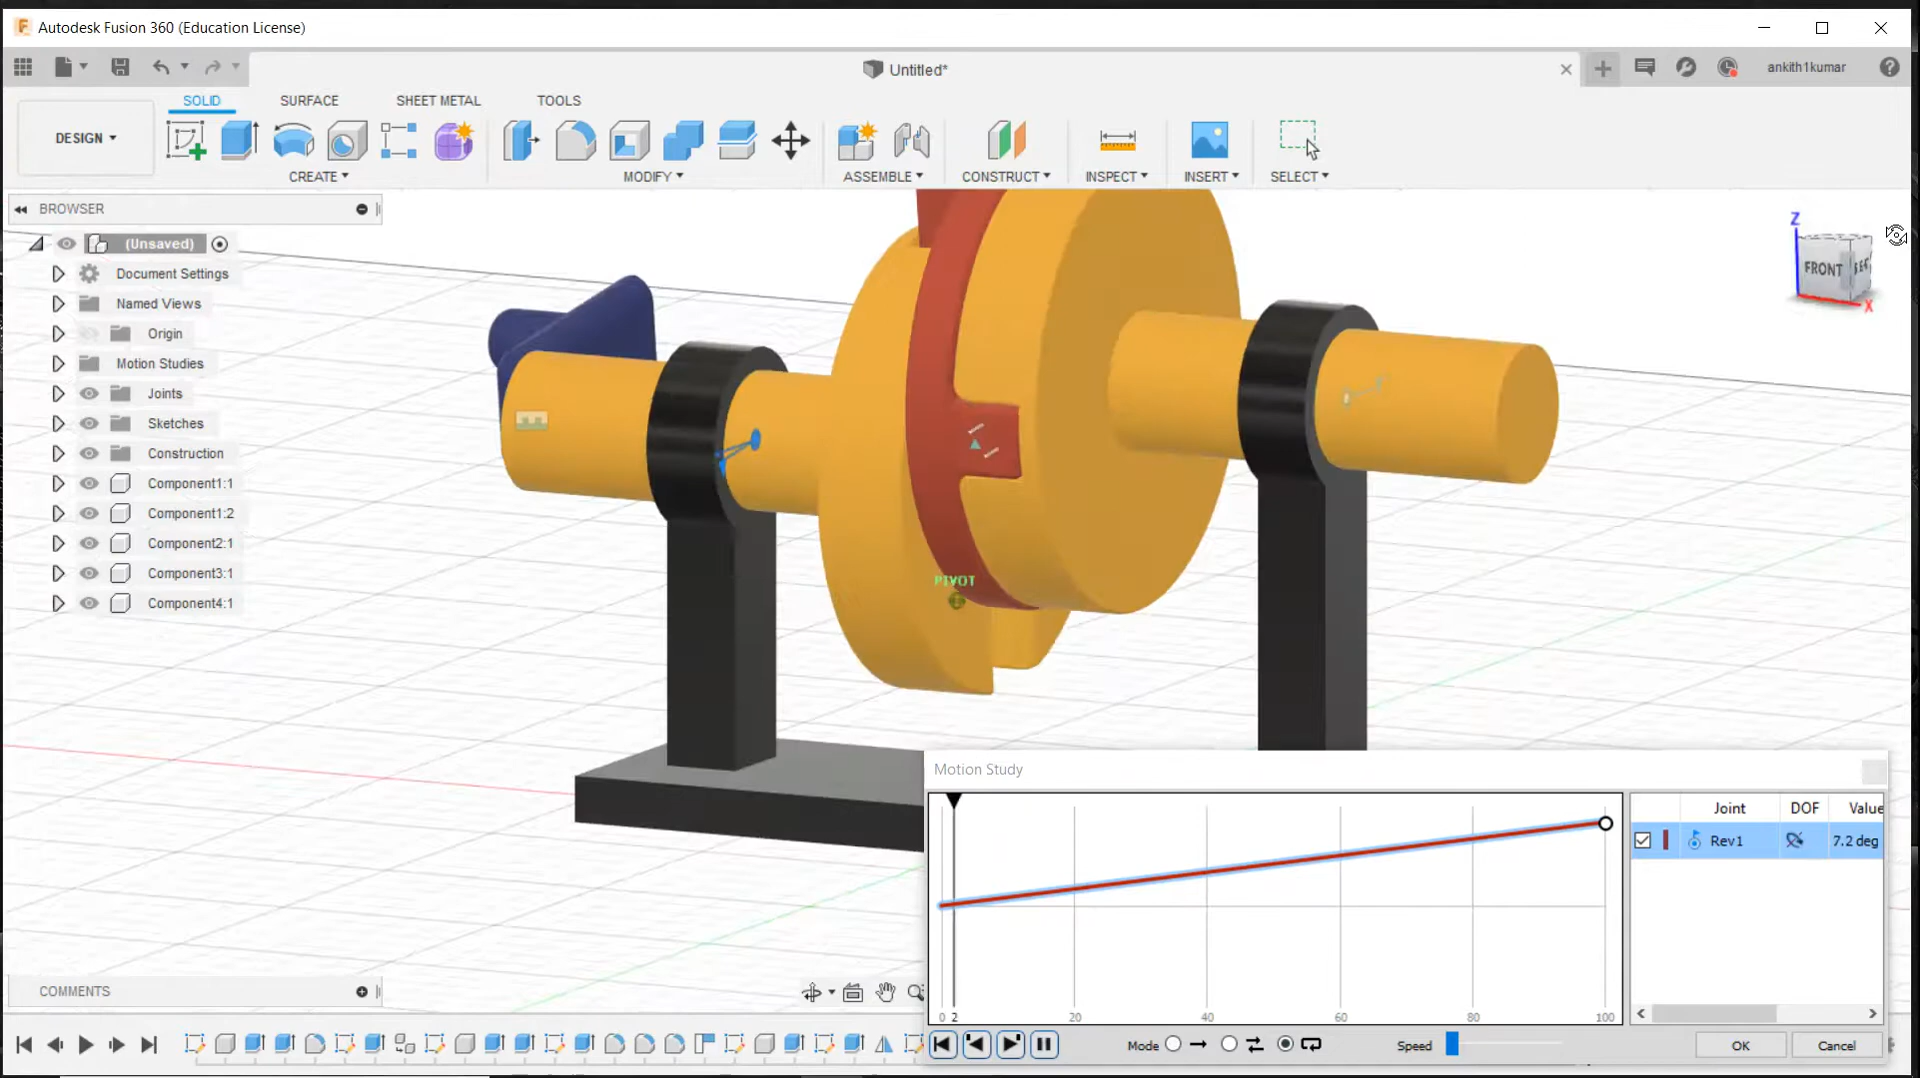 Autodesk Fusion 360 (Education License)
Untitled*
ankith1kumar
SOLID SURFACE SHEET METAL TOOLS
DESIGN
CREATE MODIFY ASSEMBLE CONSTRUCT INSPECT INSERT SELECT
BROWSER
(Unsaved)
Document Settings
Named Views
Origin
Motion Studies
Joints
Sketches
Construction
Component1:1
Component1:2
Component2:1
Component3:1
Component4:1
Z
FRONT
X
PIVOT
Motion Study
Joint DOF Value
Rev1 7.2 deg
0 2 20 40 60 80 100
Mode Speed OK Cancel
COMMENTS